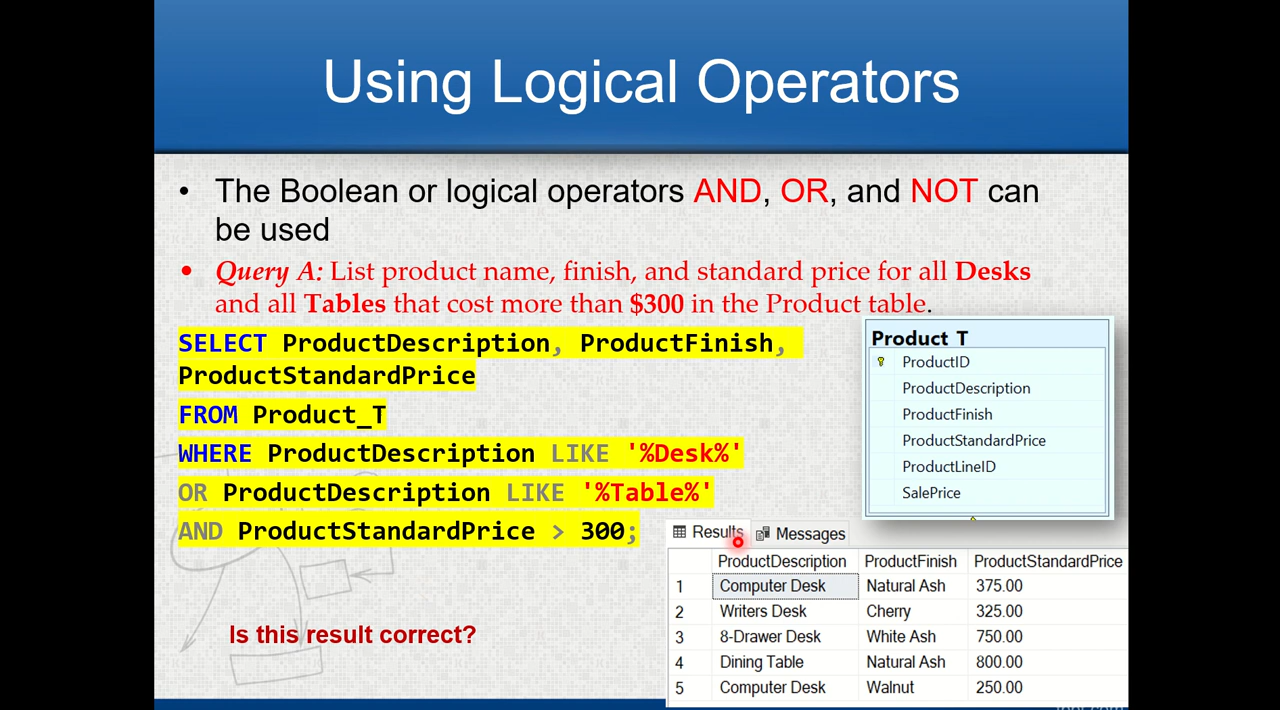 Using Logical Operators
• The Boolean or logical operators AND, OR, and NOT can
be used
• Query A: List product name, finish, and standard price for all Desks
and all Tables that cost more than $300 in the Product table.
SELECT ProductDescription, ProductFinish,
ProductStandardPrice
FROM Product_T
WHERE ProductDescription LIKE '%Desk%'
OR ProductDescription LIKE '%Table%'
AND ProductStandardPrice > 300;
Product_T
ProductID
ProductDescription
ProductFinish
ProductStandardPrice
ProductLineID
SalePrice
Is this result correct?
Results Messages
ProductDescription ProductFinish ProductStandardPrice
1 Computer Desk Natural Ash 375.00
2 Writers Desk Cherry 325.00
3 8-Drawer Desk White Ash 750.00
4 Dining Table Natural Ash 800.00
5 Computer Desk Walnut 250.00